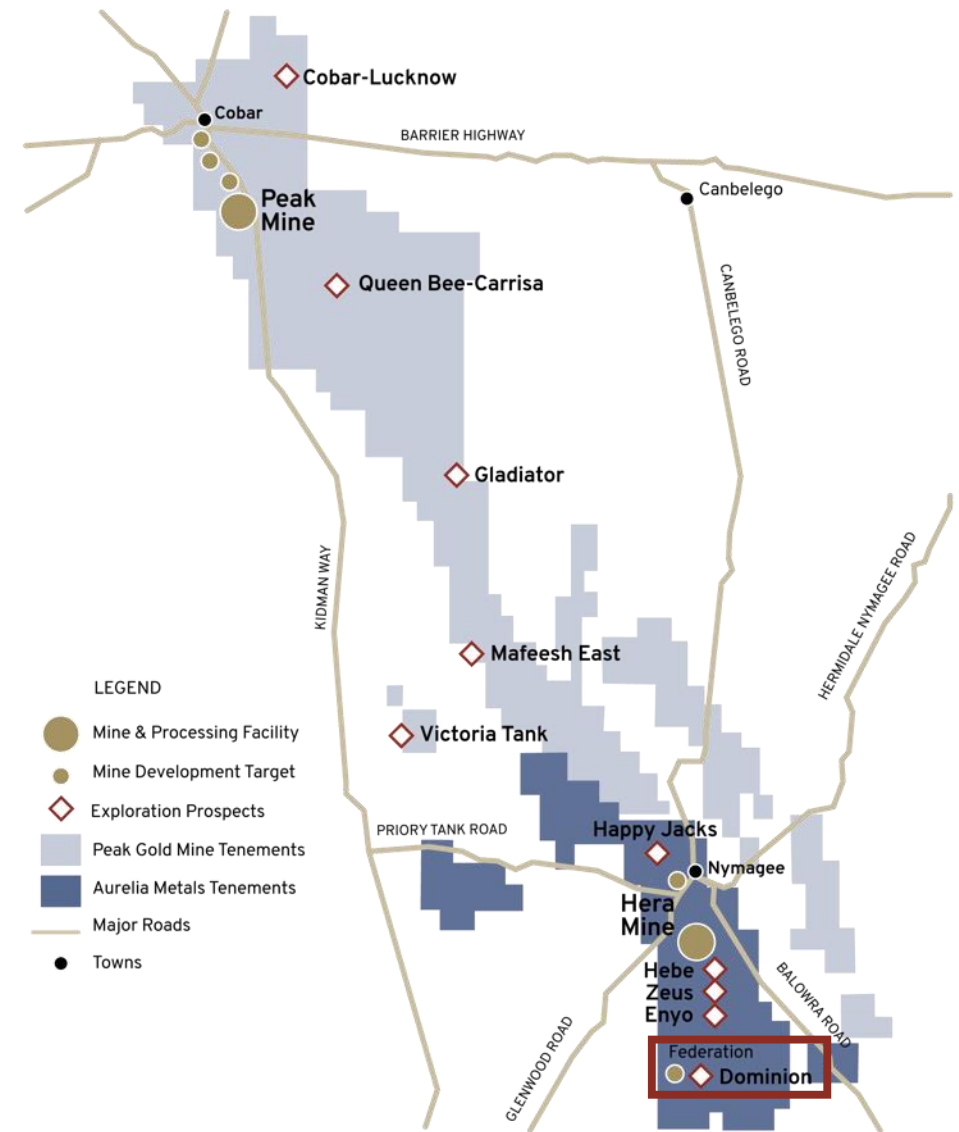 Cobar-Lucknow
Cobar
BARRIER HIGHWAY
Peak
Mine
Canbelego
Queen Bee-Carrisa
CANBELEGO ROAD
Gladiator
HERMIDALE NYMAGEE ROAD
KIDMAN WAY
Mafeesh East
Victoria Tank
LEGEND
Mine & Processing Facility
Mine Development Target
Exploration Prospects
Peak Gold Mine Tenements
Aurelia Metals Tenements
Major Roads
Towns
PRIORY TANK ROAD
Happy Jacks
Nymagee
Hera
Mine
Hebe
Zeus
Enyo
BALOWRA ROAD
GLENWOOD ROAD
Federation
Dominion